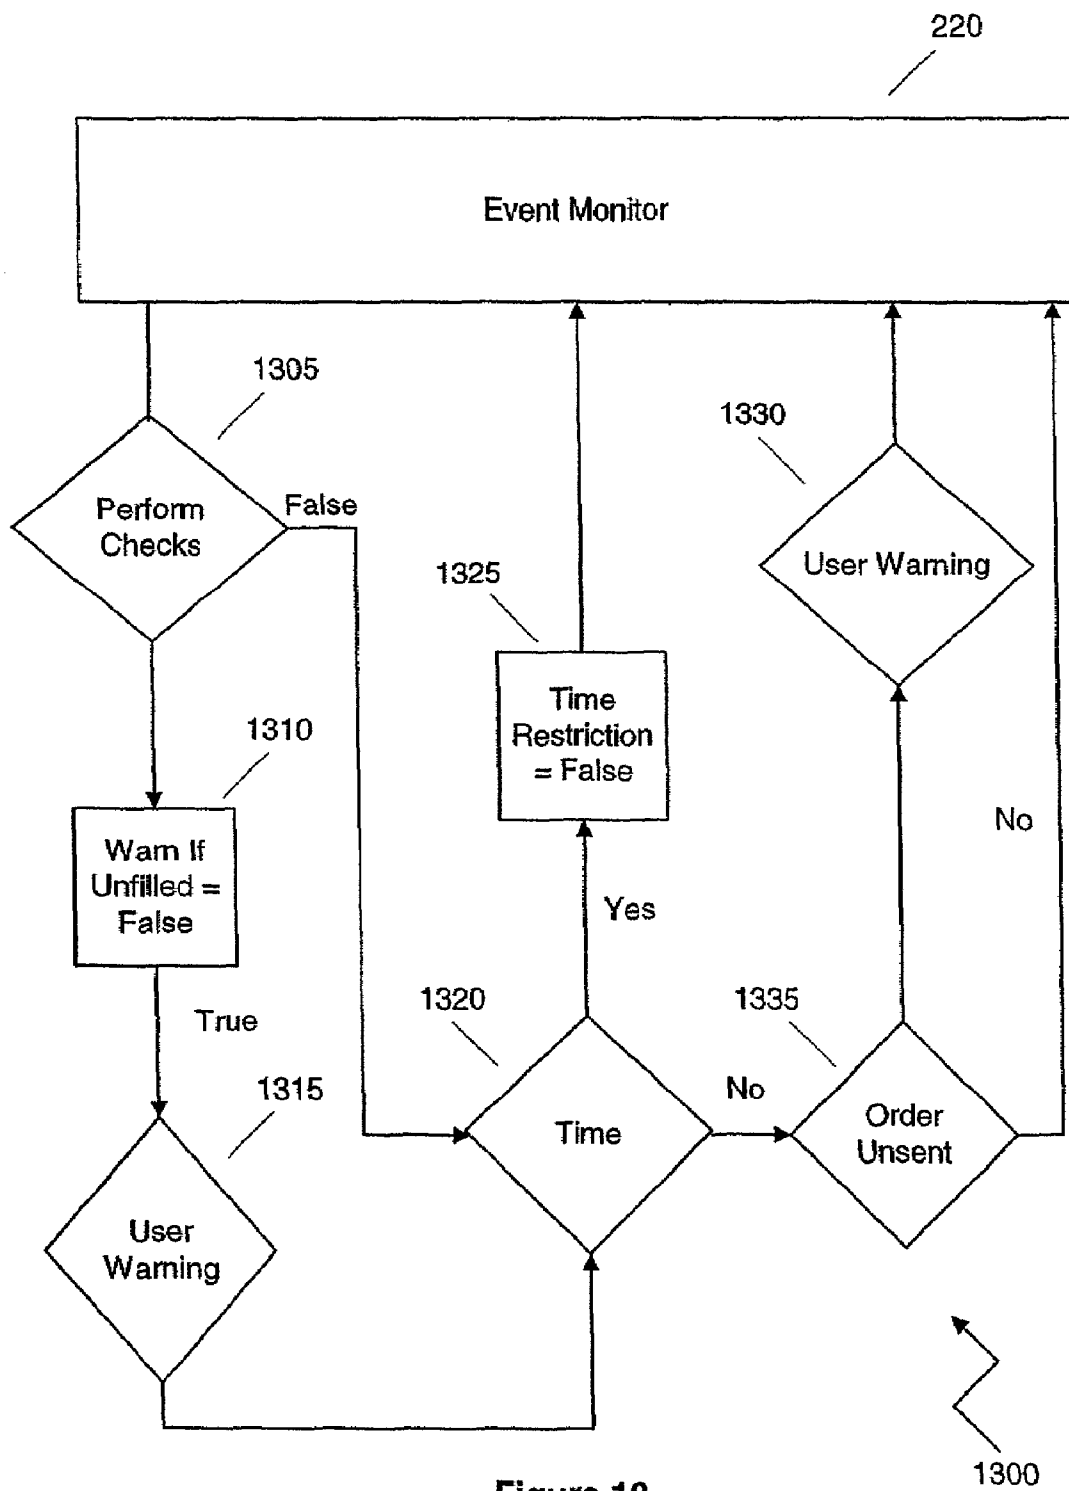 220
Event Monitor
1305
Perform
Checks
False
1330
User Warning
1325
Time
Restriction
= False
1310
Warn If
Unfilled =
False
No
Yes
True
1320
1335
1315
Time
No
Order
Unsent
User
Warning
1300